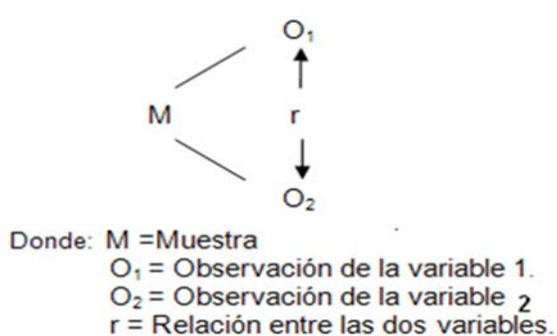 O₁
M r
O₂
Donde: M =Muestra
O₁ = Observación de la variable 1.
O₂ = Observación de la variable 2
r = Relación entre las dos variables.